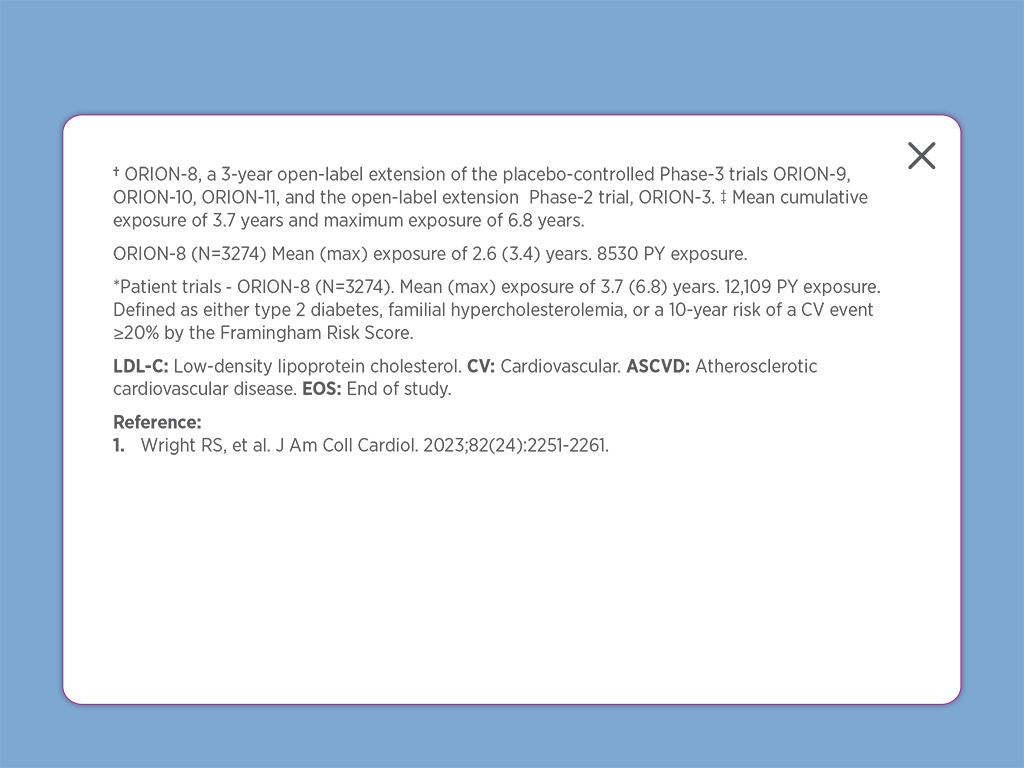 † ORION-8, a 3-year open-label extension of the placebo-controlled Phase-3 trials ORION-9,
ORION-10, ORION-11, and the open-label extension  Phase-2 trial, ORION-3. ‡ Mean cumulative
exposure of 3.7 years and maximum exposure of 6.8 years.
ORION-8 (N=3274) Mean (max) exposure of 2.6 (3.4) years. 8530 PY exposure.
*Patient trials - ORION-8 (N=3274). Mean (max) exposure of 3.7 (6.8) years. 12,109 PY exposure.
Defined as either type 2 diabetes, familial hypercholesterolemia, or a 10-year risk of a CV event
≥20% by the Framingham Risk Score.
LDL-C: Low-density lipoprotein cholesterol. CV: Cardiovascular. ASCVD: Atherosclerotic
cardiovascular disease. EOS: End of study.
Reference:
1. Wright RS, et al. J Am Coll Cardiol. 2023;82(24):2251-2261.